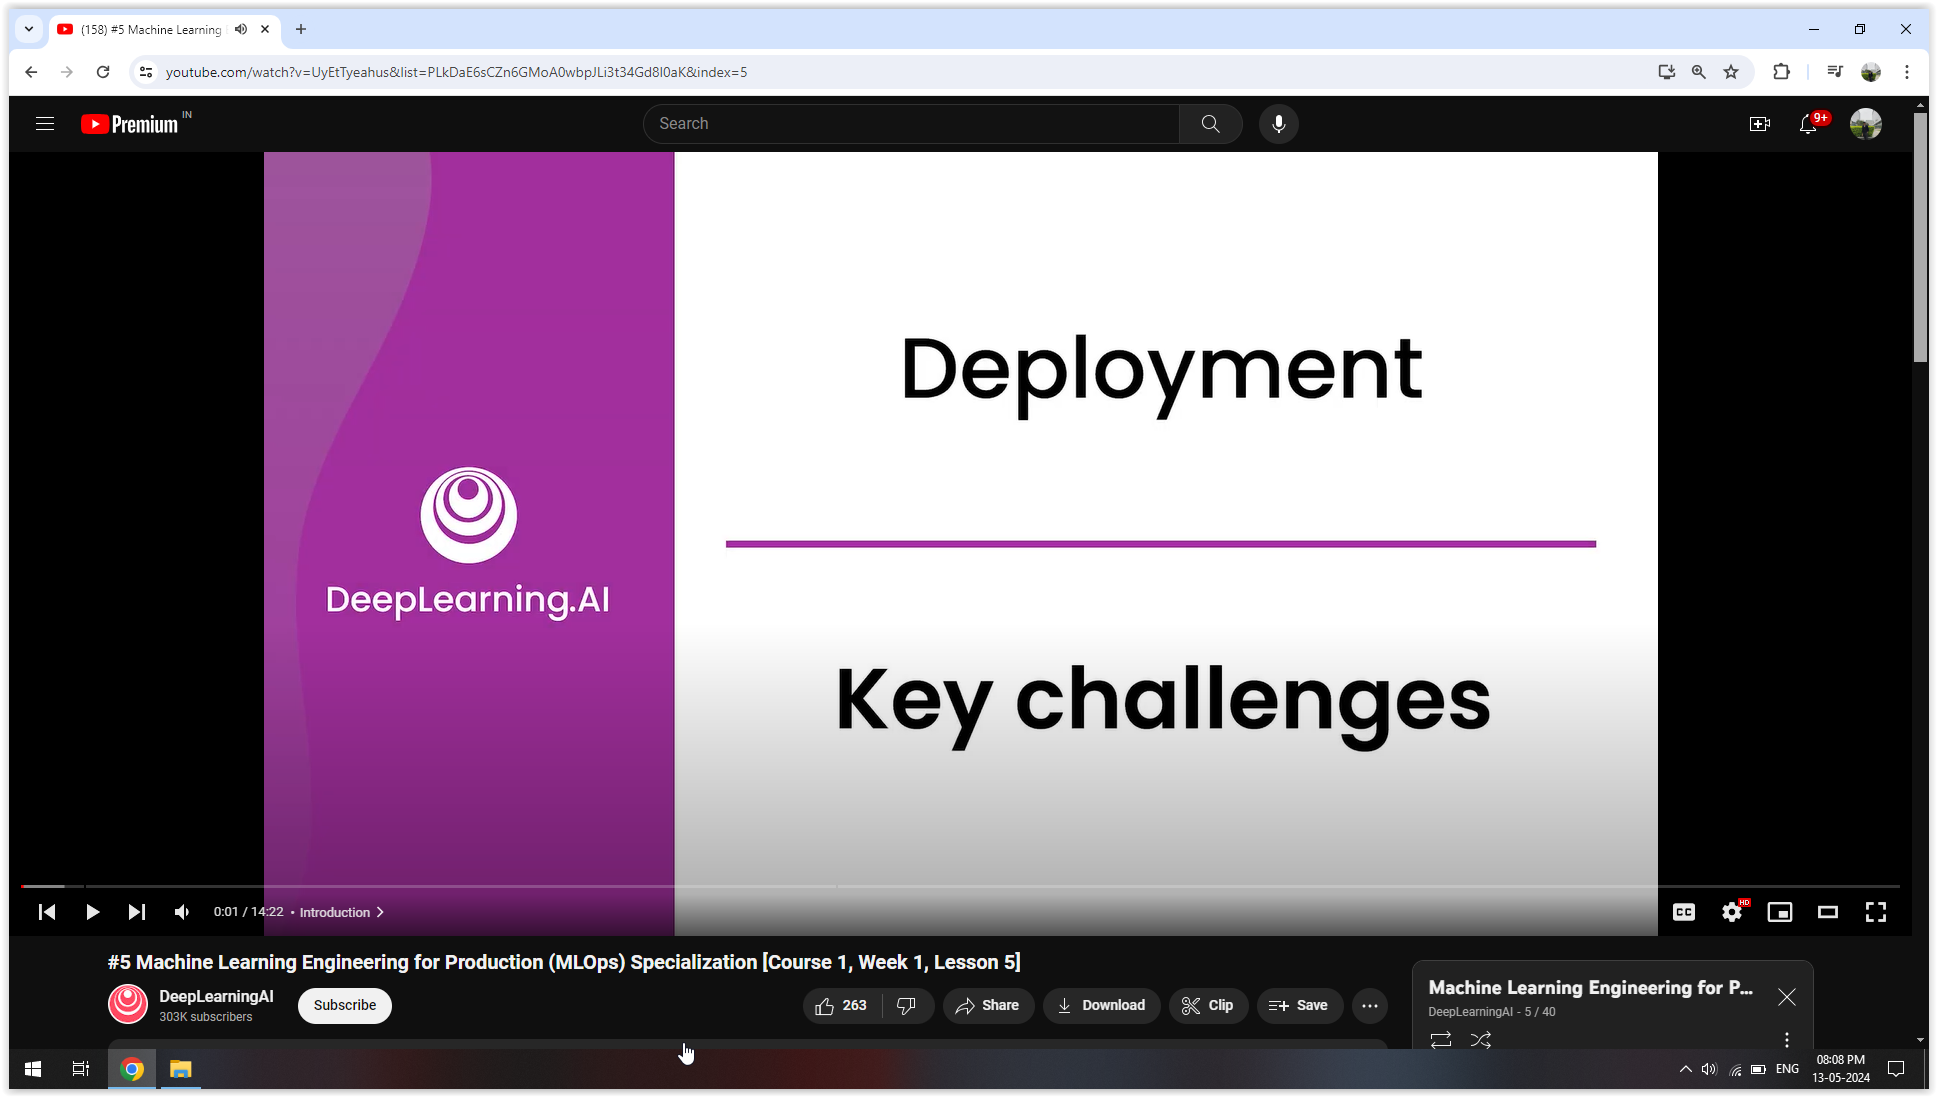 (158) #5 Machine Learning
youtube.com/watch?v=UyEtTyeahus&list=PLkDaE6sCZn6GMoA0wbpJLi3t34Gd8l0aK&index=5
Premium IN
Search
9+
Deployment
DeepLearning.AI
Key challenges
0:01 / 14:22 • Introduction
CC
HD
#5 Machine Learning Engineering for Production (MLOps) Specialization [Course 1, Week 1, Lesson 5]
DeepLearningAI
303K subscribers
Subscribe
263
Share
Download
Clip
Save
Machine Learning Engineering for P...
DeepLearningAI - 5 / 40
ENG
08:08 PM
13-05-2024